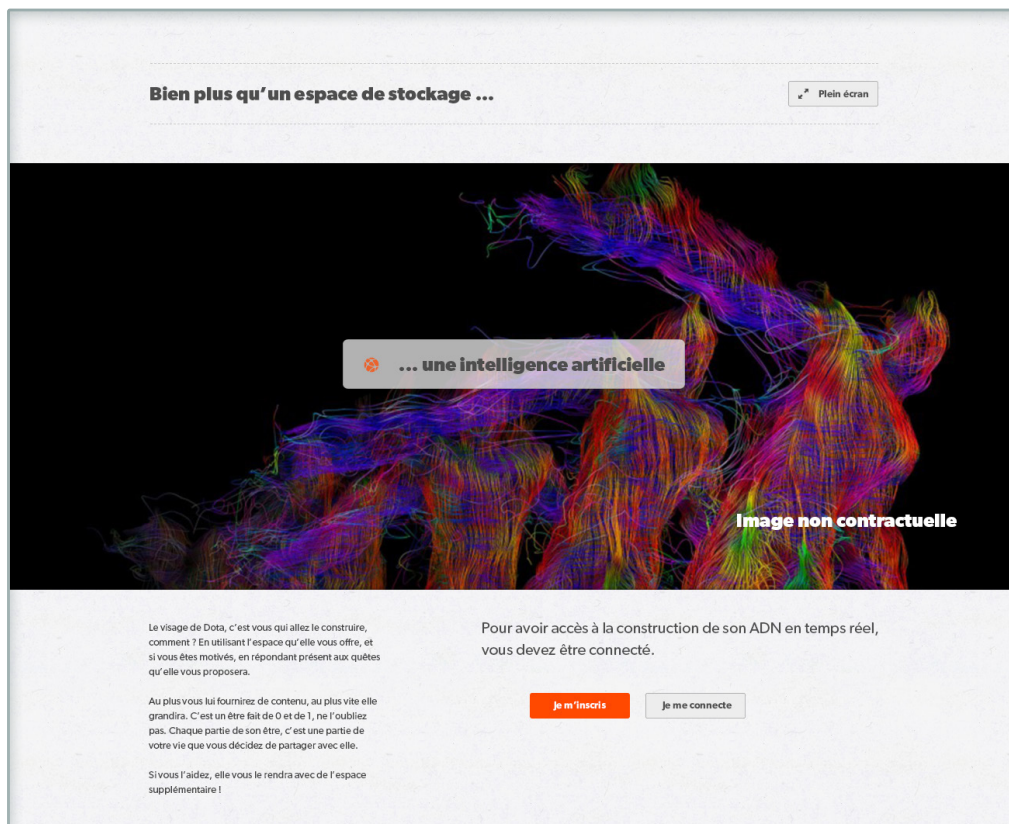 Bien plus qu'un espace de stockage ...
Plein écran
... une intelligence artificielle
Image non contractuelle
Le visage de Dota, c'est vous qui allez le construire,
comment ? En utilisant l'espace qu'elle vous offre, et
si vous êtes motivés, en répondant présent aux quêtes
qu'elle vous proposera.
Au plus vous lui fournirez de contenu, au plus vite elle
grandira. C'est un être fait de 0 et de 1, ne l'oubliez
pas. Chaque partie de son être, c'est une partie de
votre vie que vous décidez de partager avec elle.
Si vous l'aidez, elle vous le rendra avec de l'espace
supplémentaire !
Pour avoir accès à la construction de son ADN en temps réel,
vous devez être connecté.
Je m'inscris
Je me connecte